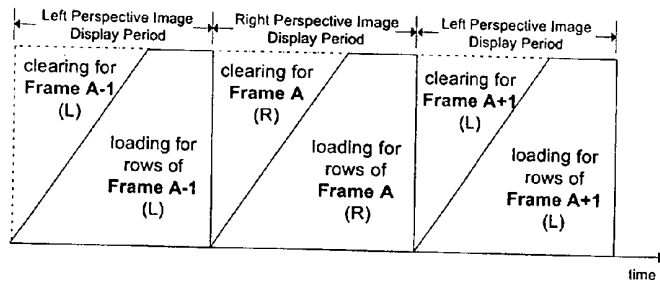 Left Perspective Image
Display Period
Right Perspective Image
Display Period
Left Perspective Image
Display Period
clearing for
Frame A-1
(L)
loading for
rows of
Frame A-1
(L)
clearing for
Frame A
(R)
loading for
rows of
Frame A
(R)
clearing for
Frame A+1
(L)
loading for
rows of
Frame A+1
(L)
time